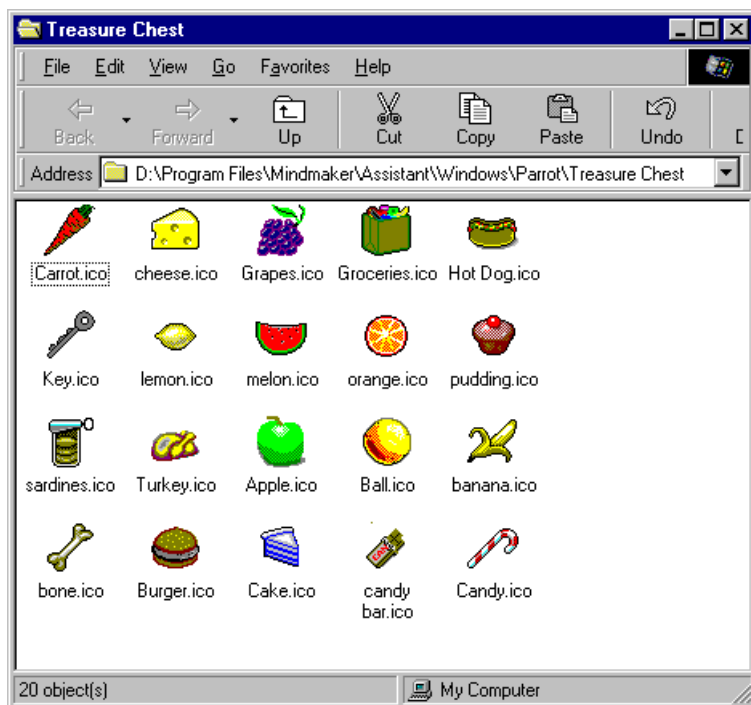 Treasure Chest
File Edit View Go Favorites Help
Back Forward Up Cut Copy Paste Undo D
Address D:\Program Files\Mindmaker\Assistant\Windows\Parrot\Treasure Chest
Carrot.ico cheese.ico Grapes.ico Groceries.ico Hot Dog.ico
Key.ico lemon.ico melon.ico orange.ico pudding.ico
sardines.ico Turkey.ico Apple.ico Ball.ico banana.ico
bone.ico Burger.ico Cake.ico candy Candy.ico
bar.ico
20 object(s) My Computer